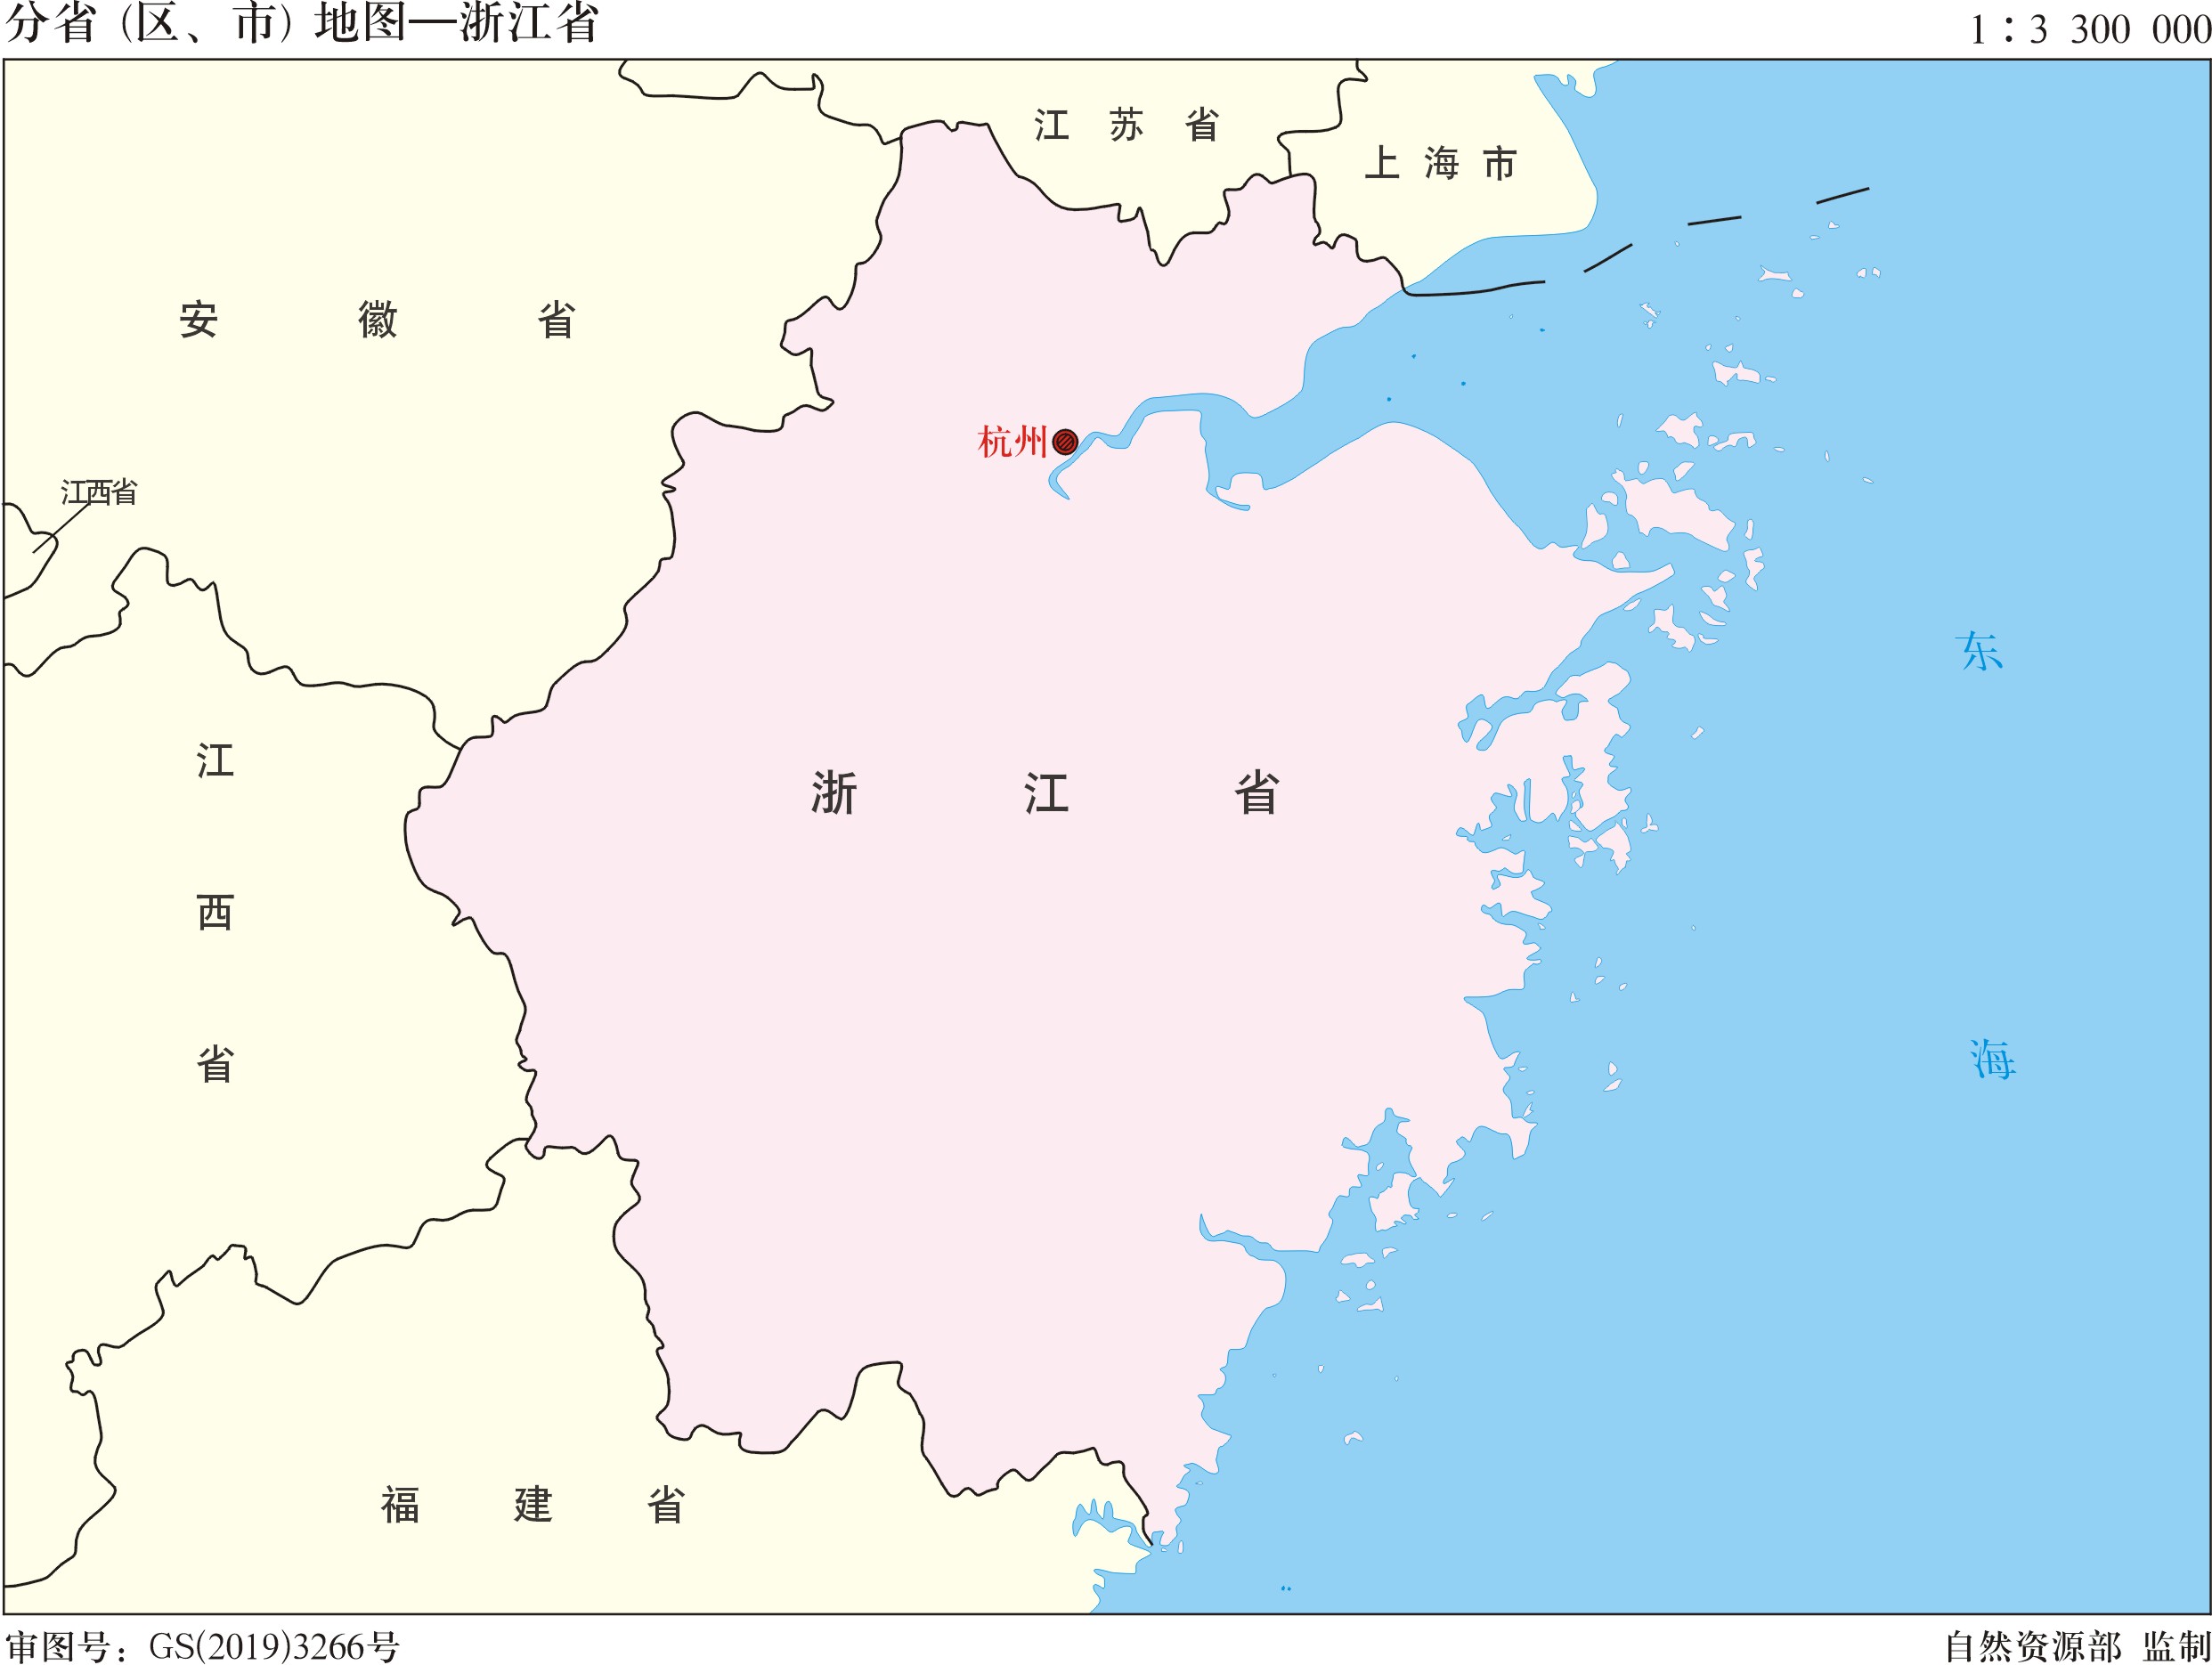 分省(区、市)地图—浙江省
1：3 300 000
江苏省
上海市
安徽省
江西省
杭州
东海
江西省
浙江省
福建省
审图号：GS(2019)3266号
自然资源部 监制